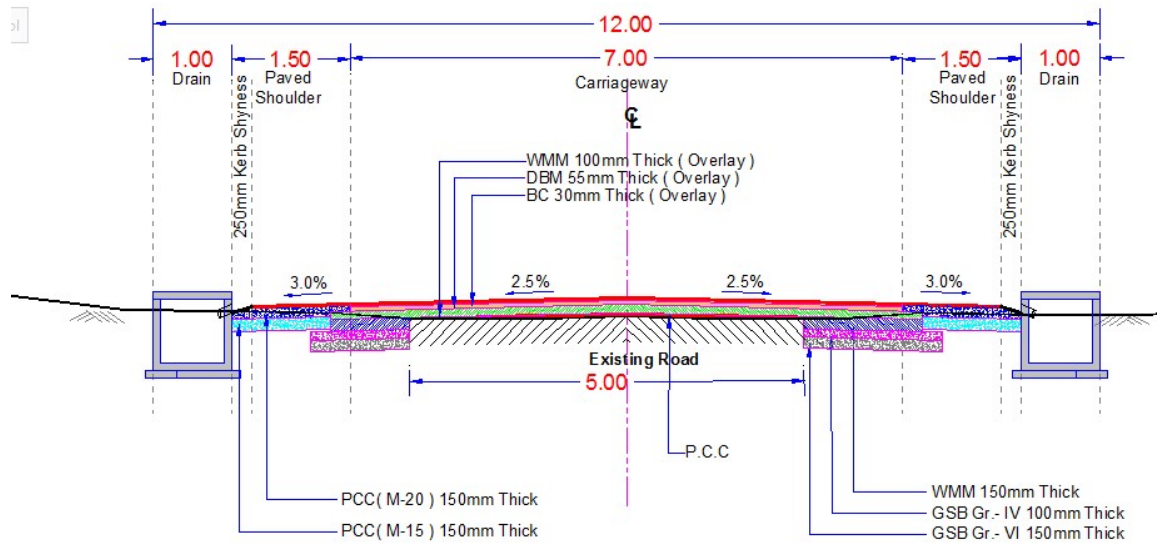 ol
12.00
1.00
1.50
7.00
1.50
1.00
Drain
Paved
Shoulder
Carriageway
Paved
Shoulder
Drain
250mm Kerb Shyness
℄
250mm Kerb Shyness
WMM 100mm Thick ( Overlay )
DBM 55mm Thick ( Overlay )
BC 30mm Thick ( Overlay )
3.0%
2.5%
2.5%
3.0%
Existing Road
5.00
P.C.C
PCC( M-20 ) 150mm Thick
PCC( M-15 ) 150mm Thick
WMM 150mm Thick
GSB Gr.- IV 100mm Thick
GSB Gr.- VI 150mm Thick